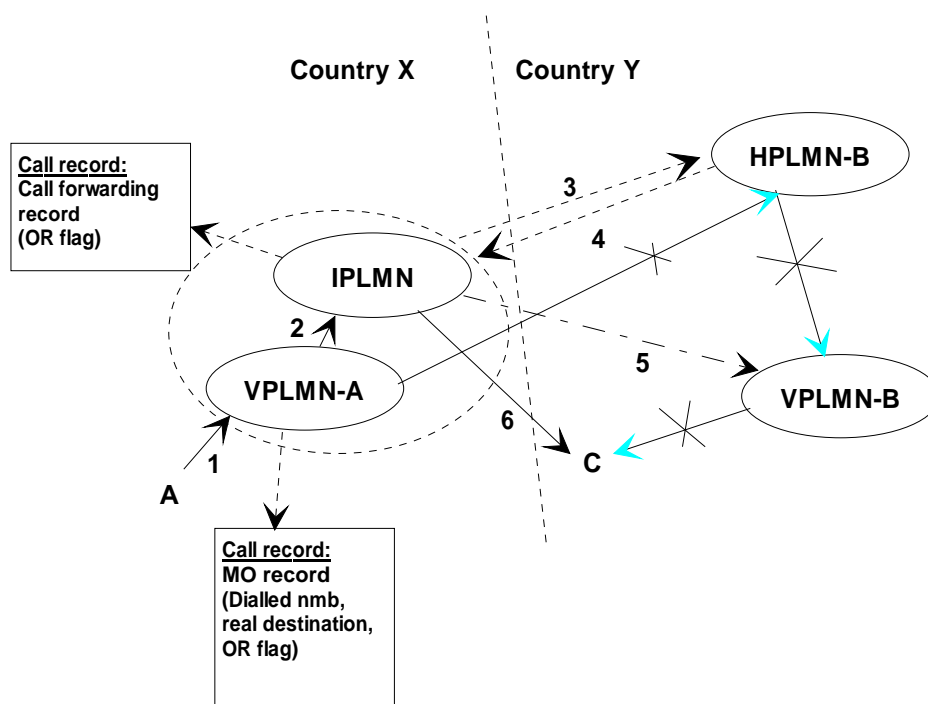 Country X
Country Y
Call record:
Call forwarding
record
(OR flag)
HPLMN-B
3
4
IPLMN
2
5
VPLMN-A
VPLMN-B
6
1
C
A
Call record:
MO record
(Dialled nmb,
real destination,
OR flag)